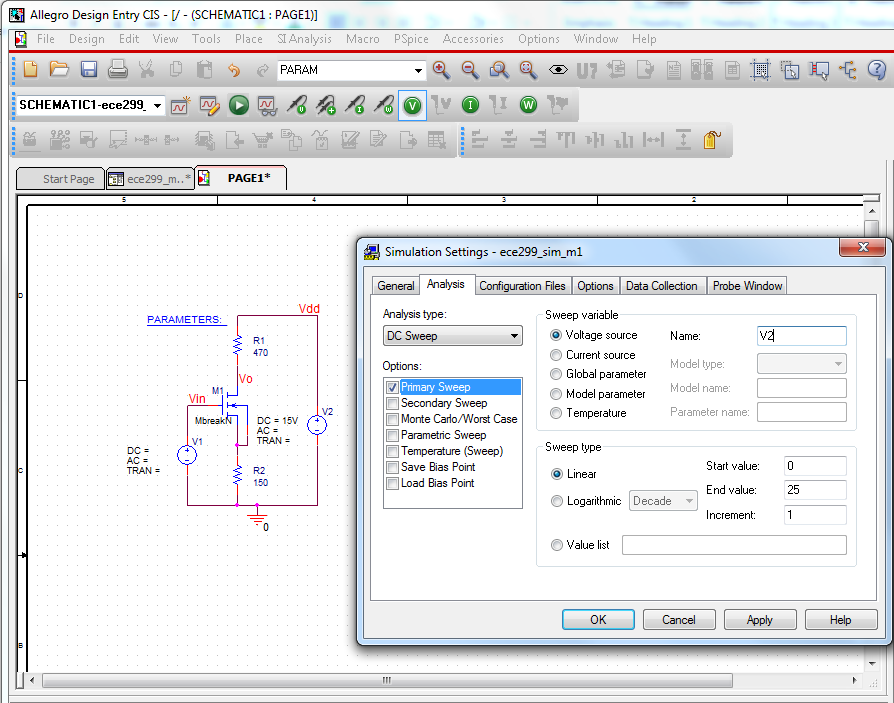 Allegro Design Entry CIS - [/ - (SCHEMATIC1 : PAGE1)]
File Design Edit View Tools Place SI Analysis Macro PSpice Accessories Options Window Help
PARAM
U?
SCHEMATIC1-ece299_
V V I I W
Start Page ece299_m..* PAGE1*
5 4 3 2
D
C
B
PARAMETERS:
Vdd
R1
470
Vo
Vin
M1
MbreakN
DC = 15V
AC =
TRAN =
V2
V1
DC =
AC =
TRAN =
R2
150
0
Simulation Settings - ece299_sim_m1
General Analysis Configuration Files Options Data Collection Probe Window
Analysis type:
DC Sweep
Options:
Primary Sweep
Secondary Sweep
Monte Carlo/Worst Case
Parametric Sweep
Temperature (Sweep)
Save Bias Point
Load Bias Point
Sweep variable
Voltage source
Current source
Global parameter
Model parameter
Temperature
Name: V2
Model type:
Model name:
Parameter name:
Sweep type
Linear
Logarithmic Decade
Value list
Start value: 0
End value: 25
Increment: 1
OK Cancel Apply Help